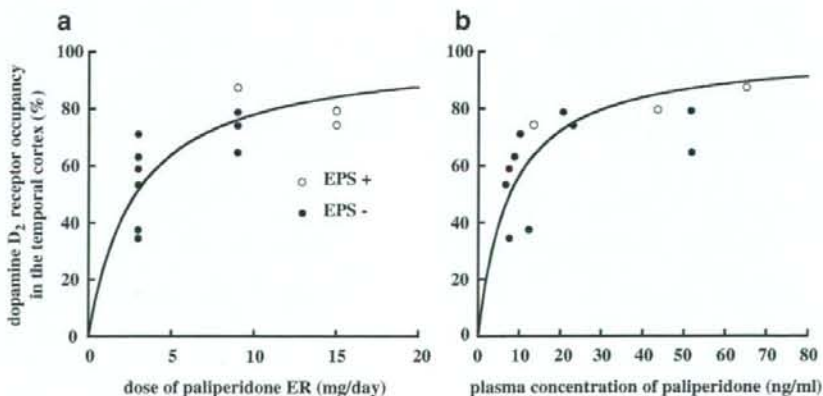 a
dopamine D2 receptor occupancy
in the temporal cortex (%)
100
80
60
40
20
0
EPS +
EPS -
0 5 10 15 20
dose of paliperidone ER (mg/day)
b
100
80
60
40
20
0
0 10 20 30 40 50 60 70 80
plasma concentration of paliperidone (ng/ml)